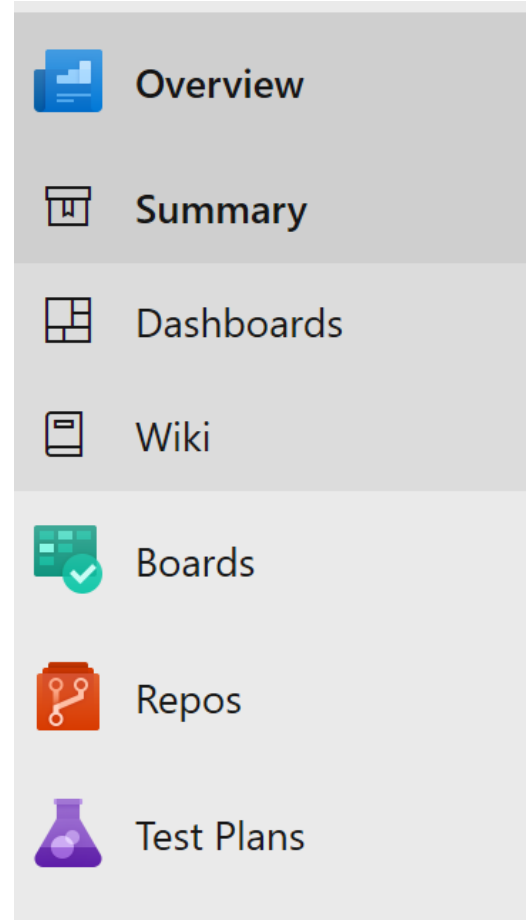 Overview
Summary
Dashboards
Wiki
Boards
Repos
Test Plans